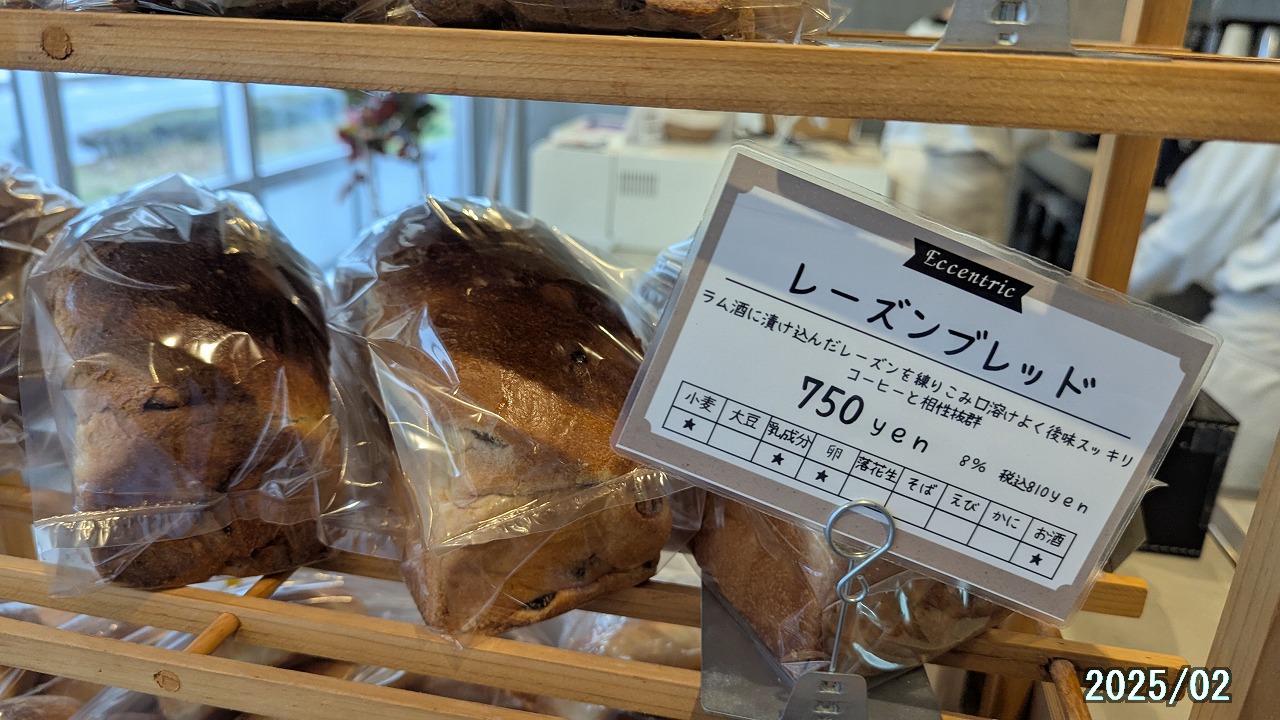 Eccentric
レーズンブレッド
ラム酒に漬け込んだレーズンを練りこみ口溶けよく後味スッキリ
コーヒーと相性抜群
750 yen 8% 税込810yen
小麦 大豆 乳成分 卵 落花生 そば えび かに お酒
★ ★ ★ ★
2025/02